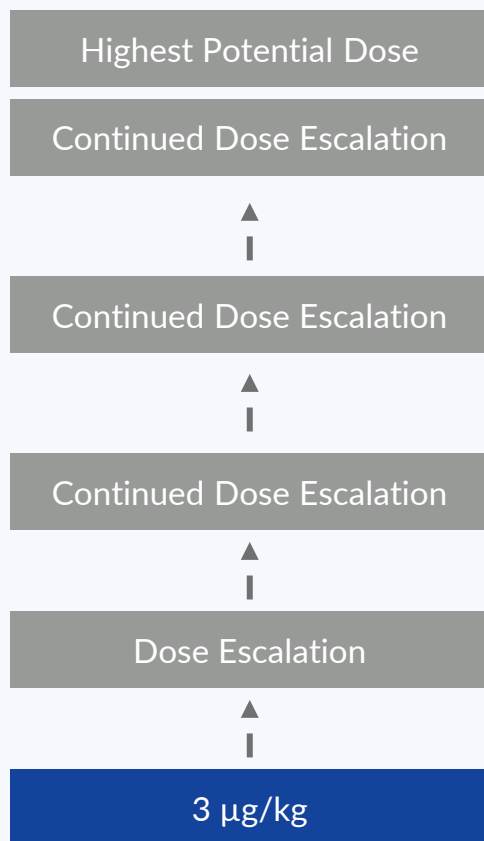 Highest Potential Dose
Continued Dose Escalation
Continued Dose Escalation
Continued Dose Escalation
Dose Escalation
3 µg/kg